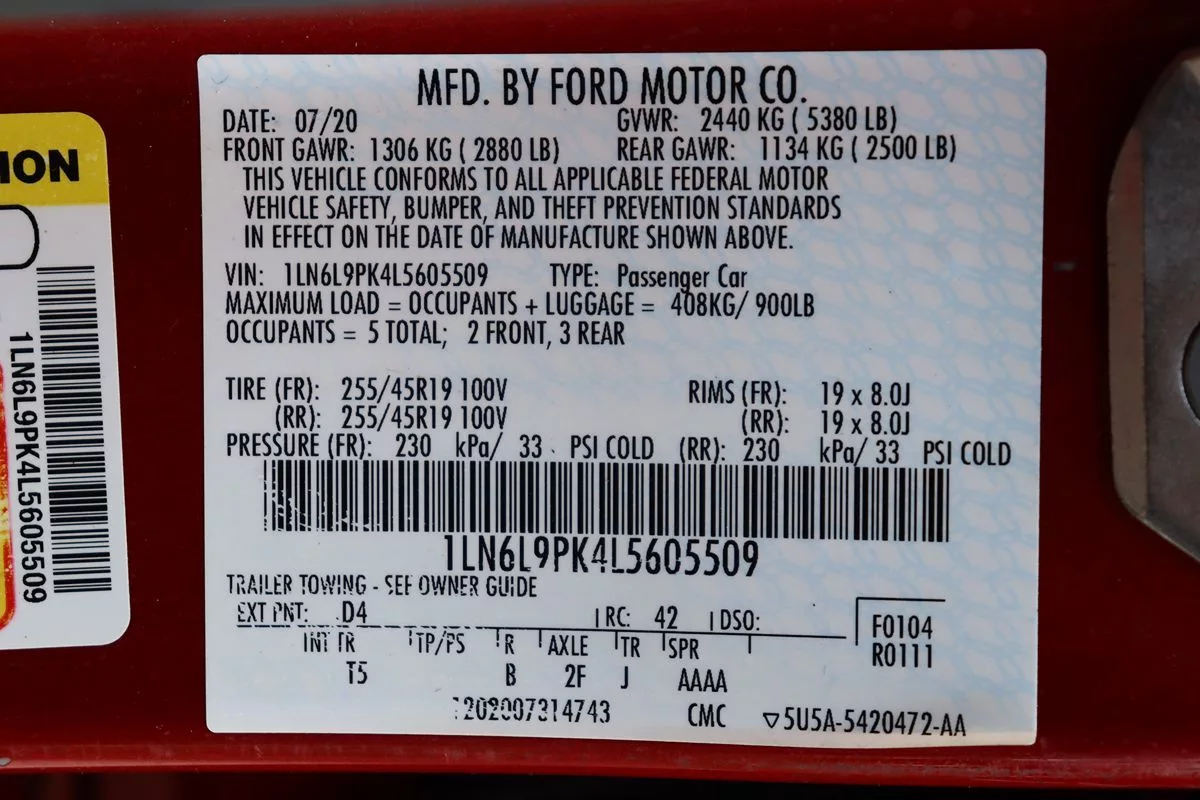 MFD. BY FORD MOTOR CO.
DATE: 07/20 GVWR: 2440 KG ( 5380 LB)
FRONT GAWR: 1306 KG ( 2880 LB) REAR GAWR: 1134 KG ( 2500 LB)
THIS VEHICLE CONFORMS TO ALL APPLICABLE FEDERAL MOTOR
VEHICLE SAFETY, BUMPER, AND THEFT PREVENTION STANDARDS
IN EFFECT ON THE DATE OF MANUFACTURE SHOWN ABOVE.
VIN: 1LN6L9PK4L5605509 TYPE: Passenger Car
MAXIMUM LOAD = OCCUPANTS + LUGGAGE = 408KG/ 900LB
OCCUPANTS = 5 TOTAL; 2 FRONT, 3 REAR
TIRE (FR): 255/45R19 100V RIMS (FR): 19 x 8.0J
(RR): 255/45R19 100V (RR): 19 x 8.0J
PRESSURE (FR): 230 kPa/ 33 PSI COLD (RR): 230 kPa/ 33 PSI COLD
1LN6L9PK4L5605509
TRAILER TOWING - SEE OWNER GUIDE
EXT PNT: D4 RC: 42 DSO:
F0104
R0111
INT TR TP/PS R AXLE TR SPR
T5 B 2F J AAAA
202007314743 CMC ▽5U5A-5420472-AA
ION
1LN6L9PK4L5605509